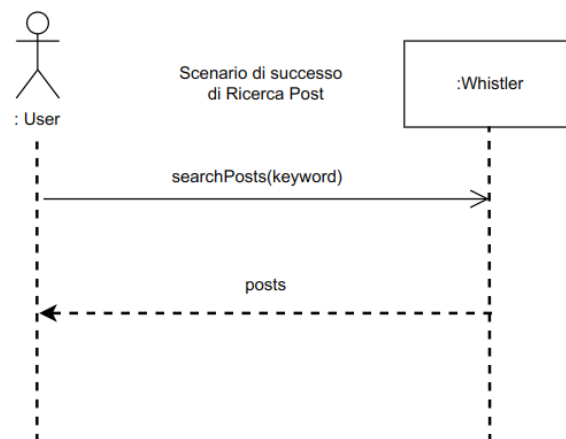 Scenario di successo
di Ricerca Post
:Whistler
: User
searchPosts(keyword)
posts